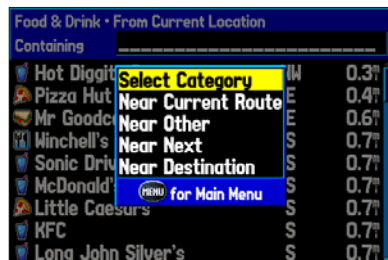 Food & Drink • From Current Location
Containing
Hot Diggit
0.3
Pizza Hut
E
0.4
Mr Goodc
E
0.6
Winchell's
S
0.7
Sonic Driv
S
0.7
McDonald'
S
0.7
Little Caesars
S
0.7
KFC
S
0.7
Long John Silver's
S
0.7
Select Category
Near Current Route
Near Other
Near Next
Near Destination
MENU for Main Menu